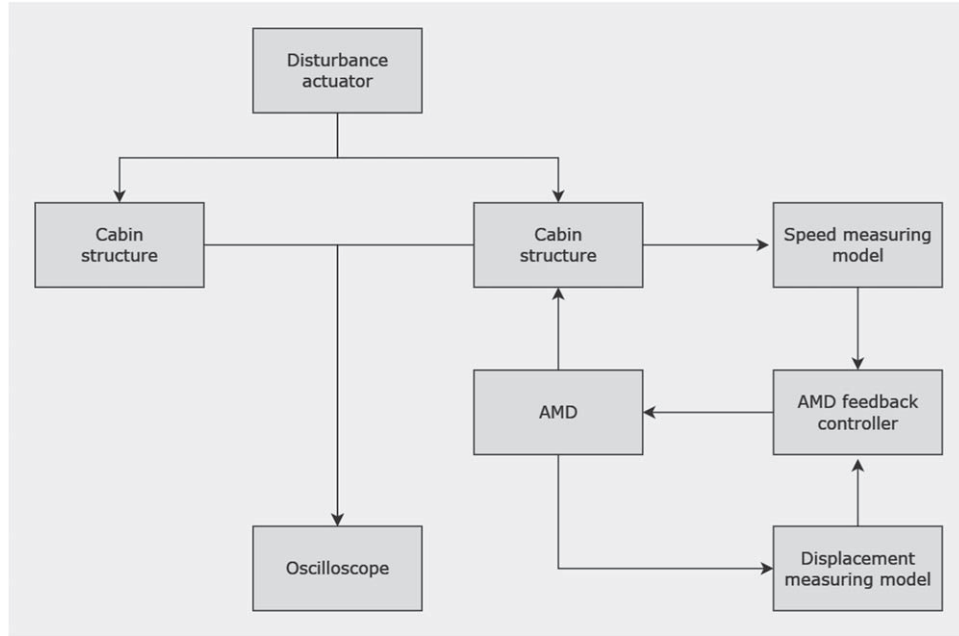 Disturbance
actuator
Cabin
structure
Cabin
structure
Speed measuring
model
AMD
AMD feedback
controller
Oscilloscope
Displacement
measuring model